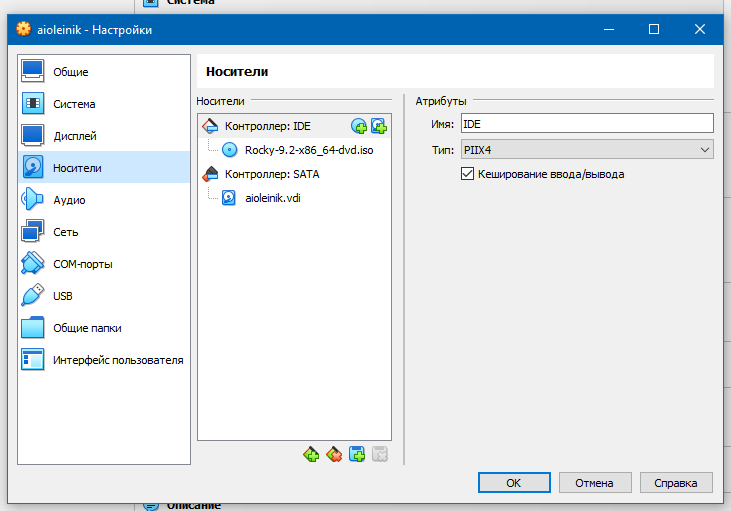 Система
aioleinik - Настройки
Общие
Система
Дисплей
Носители
Аудио
Сеть
COM-порты
USB
Общие папки
Интерфейс пользователя
Носители
Носители
Контроллер: IDE
Rocky-9.2-x86_64-dvd.iso
Контроллер: SATA
aioleinik.vdi
Атрибуты
Имя: IDE
Тип: PIIX4
Кеширование ввода/вывода
OK Отмена Справка
Описание